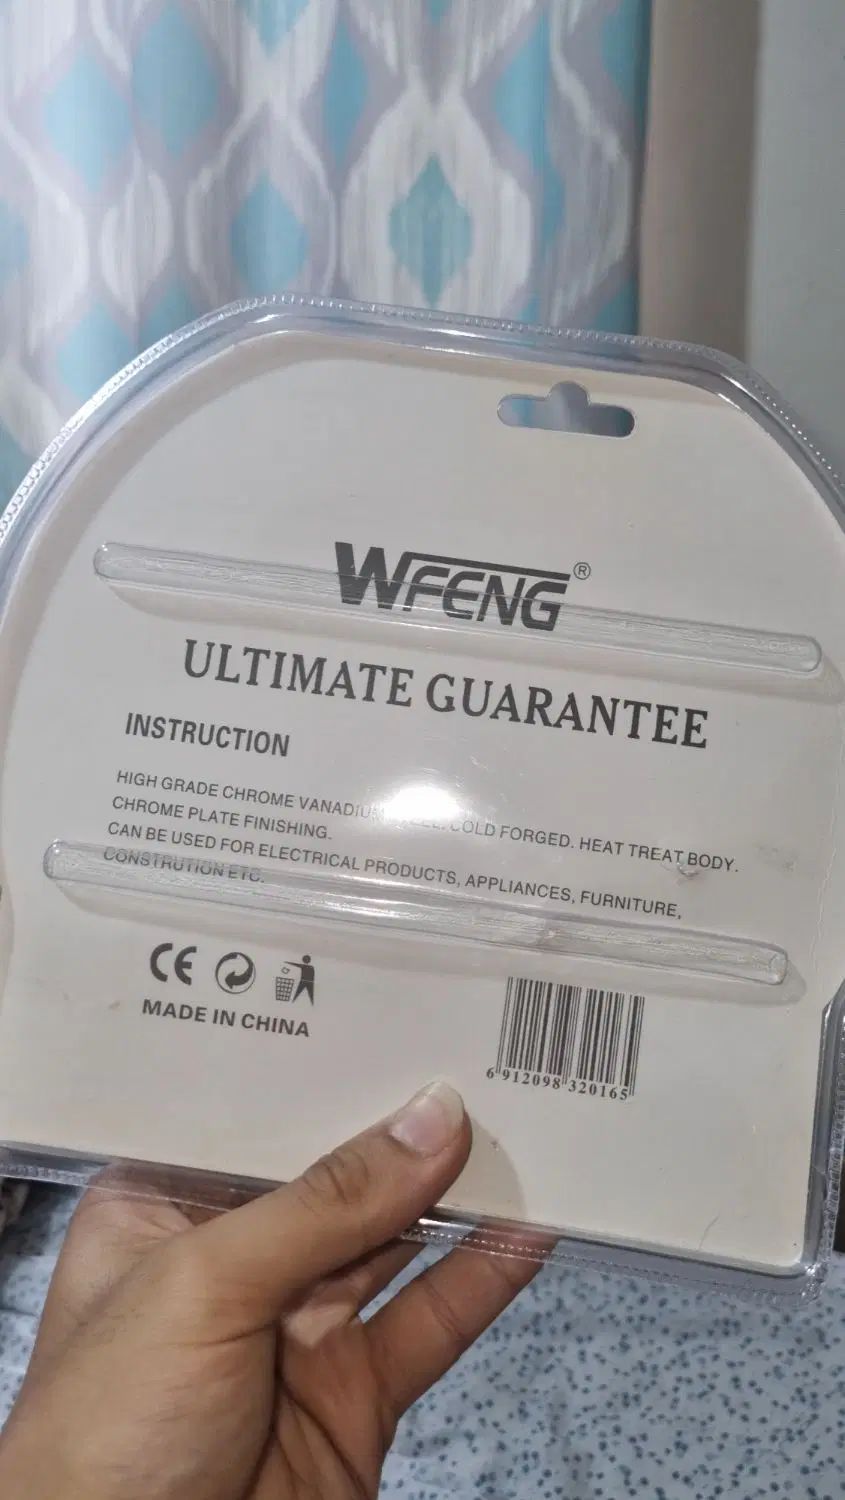 WFENG®
ULTIMATE GUARANTEE
INSTRUCTION
HIGH GRADE CHROME VANADIUM STEEL. COLD FORGED. HEAT TREAT BODY.
CHROME PLATE FINISHING.
CAN BE USED FOR ELECTRICAL PRODUCTS, APPLIANCES, FURNITURE,
CONSTRUTION ETC.
CE
MADE IN CHINA
6 912098 320165